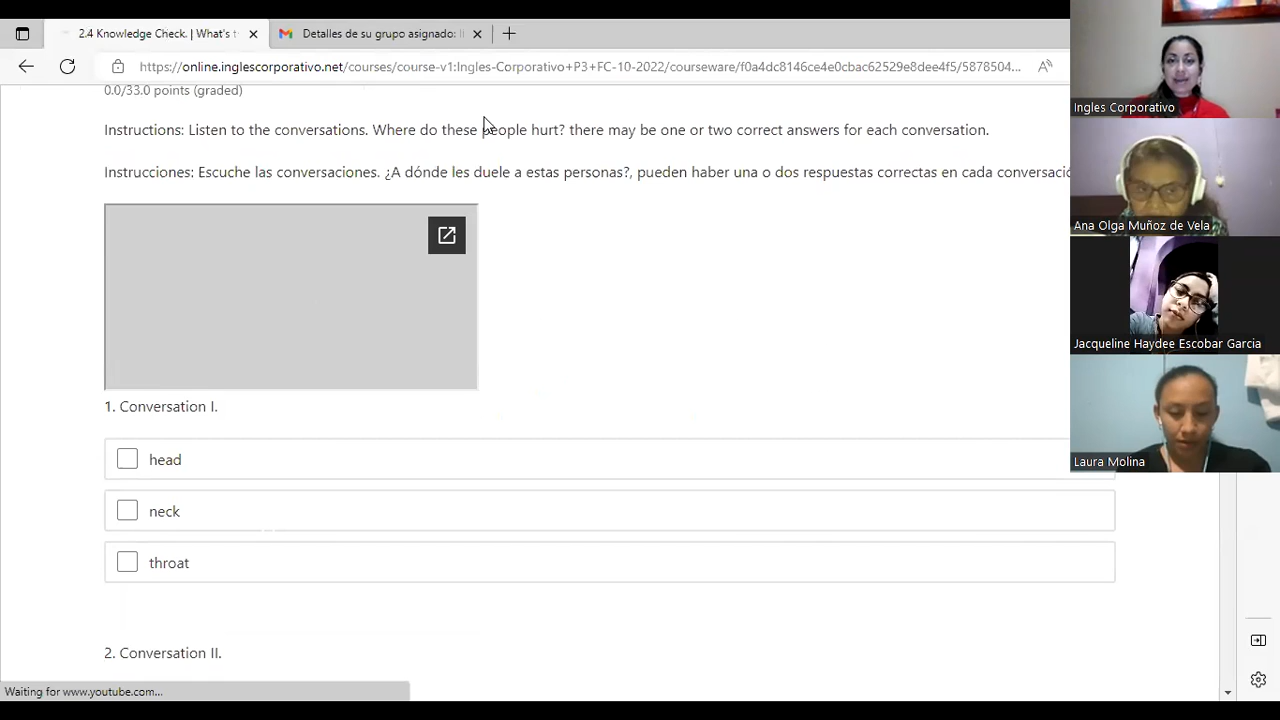 2.4 Knowledge Check. | What's
Detalles de su grupo asignado:
https://online.inglescorporativo.net/courses/course-v1:Ingles-Corporativo+P3+FC-10-2022/courseware/f0a4dc8146ce4e0cbac62529e8dee4f5/5878504...
0.0/33.0 points (graded)
Instructions: Listen to the conversations. Where do these people hurt? there may be one or two correct answers for each conversation.
Instrucciones: Escuche las conversaciones. ¿A dónde les duele a estas personas?, pueden haber una o dos respuestas correctas en cada conversació
1. Conversation I.
head
neck
throat
2. Conversation II.
Waiting for www.youtube.com...
Ingles Corporativo
Ana Olga Muñoz de Vela
Jacqueline Haydee Escobar Garcia
Laura Molina